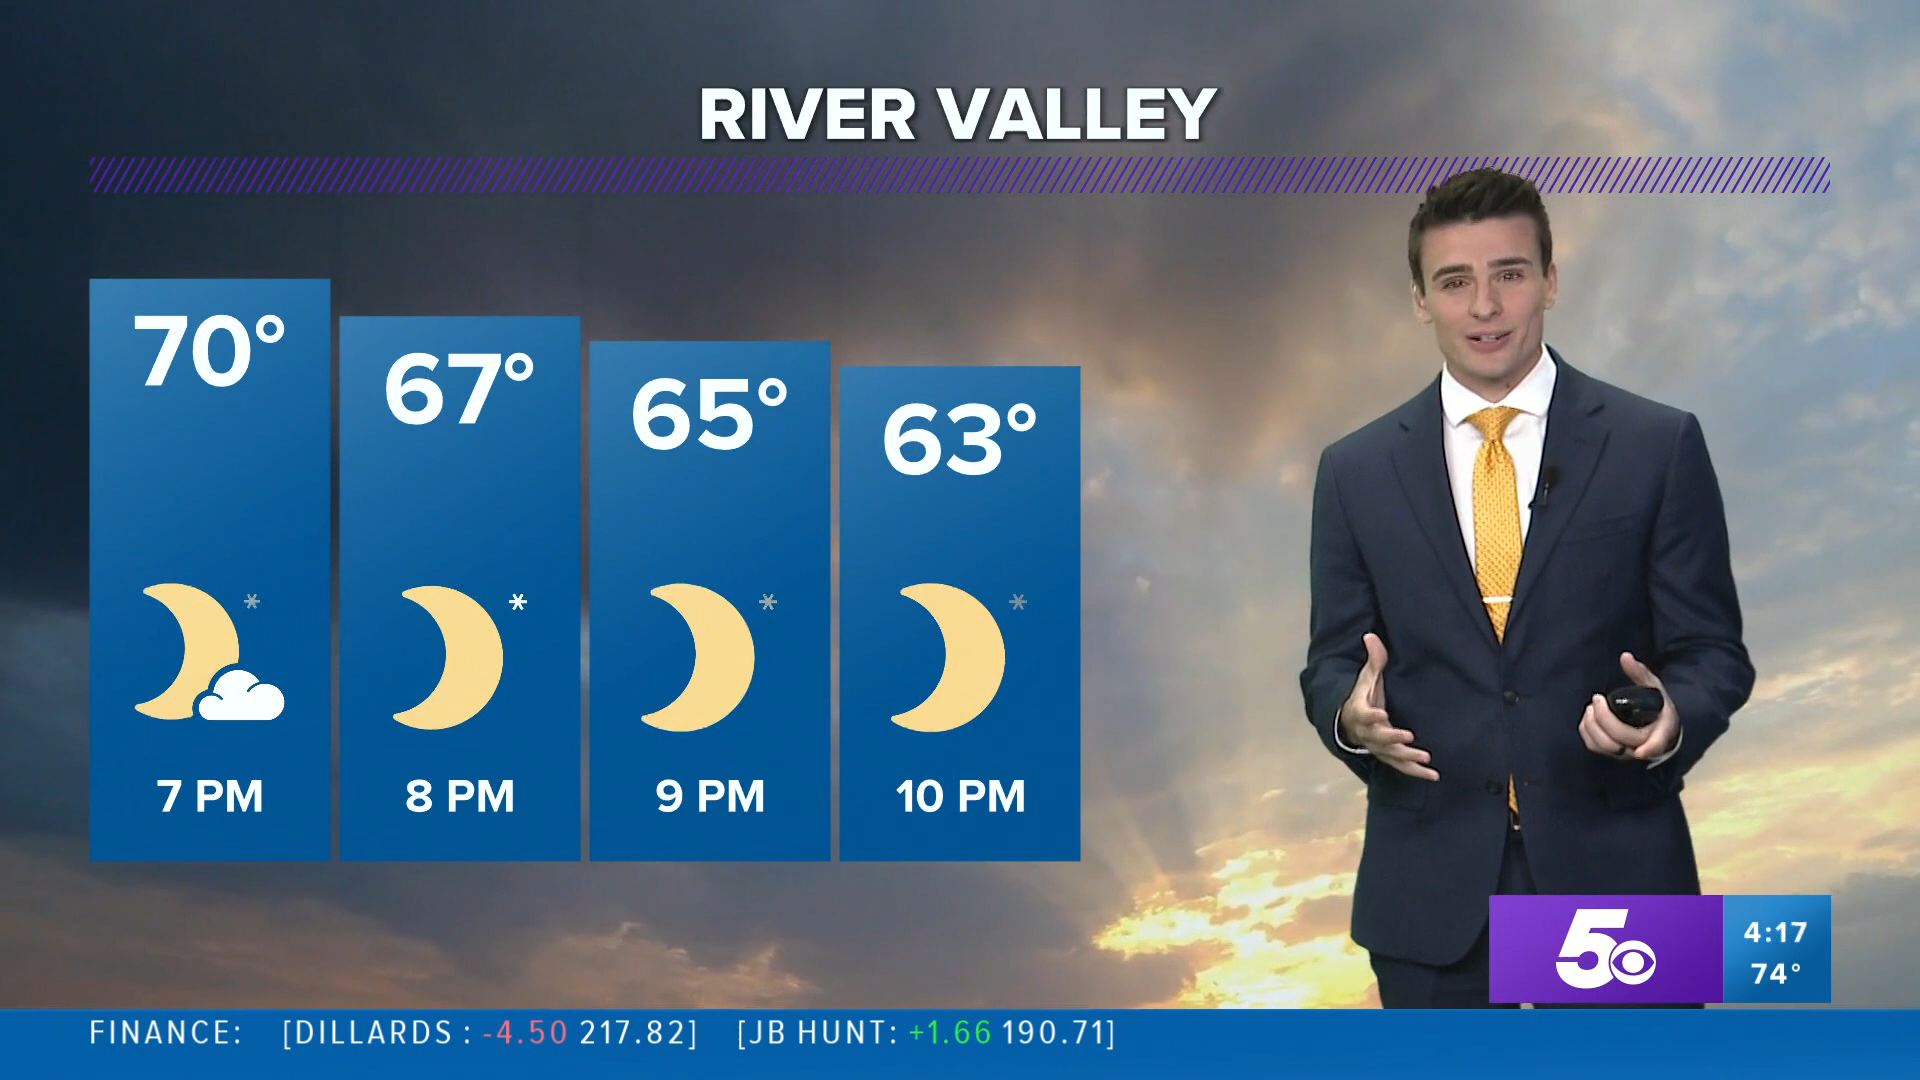 RIVER VALLEY
70° 67° 65° 63°
7 PM 8 PM 9 PM 10 PM
5
4:17
74°
FINANCE: [DILLARDS : -4.50 217.82] [JB HUNT: +1.66 190.71]